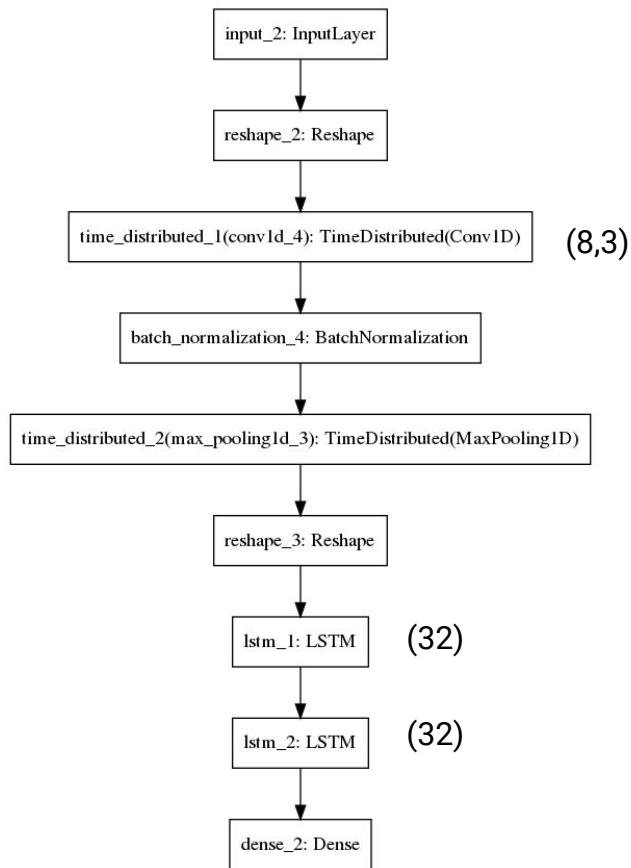 input_2: InputLayer
reshape_2: Reshape
time_distributed_1(conv1d_4): TimeDistributed(Conv1D)
(8,3)
batch_normalization_4: BatchNormalization
time_distributed_2(max_pooling1d_3): TimeDistributed(MaxPooling1D)
reshape_3: Reshape
lstm_1: LSTM
(32)
lstm_2: LSTM
(32)
dense_2: Dense